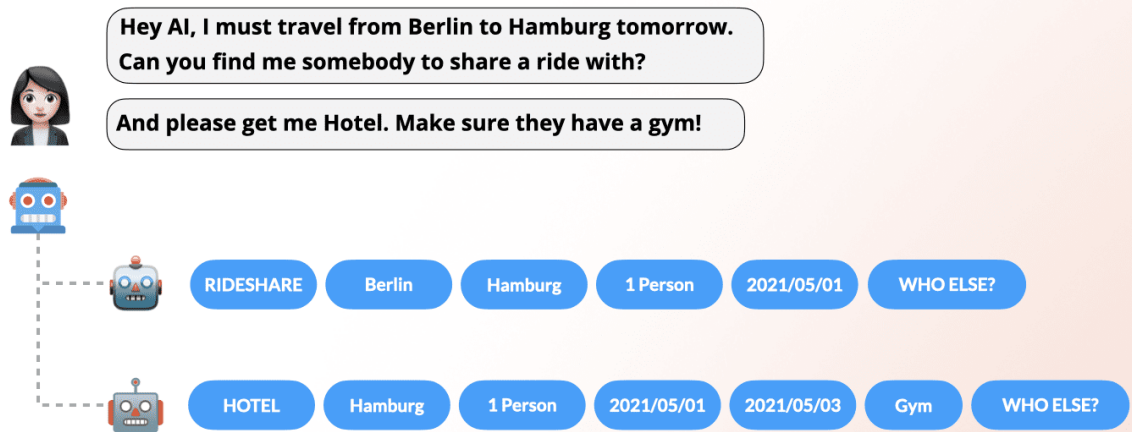 Hey AI, I must travel from Berlin to Hamburg tomorrow.
Can you find me somebody to share a ride with?
And please get me Hotel. Make sure they have a gym!
RIDESHARE Berlin Hamburg 1 Person 2021/05/01 WHO ELSE?
HOTEL Hamburg 1 Person 2021/05/01 2021/05/03 Gym WHO ELSE?